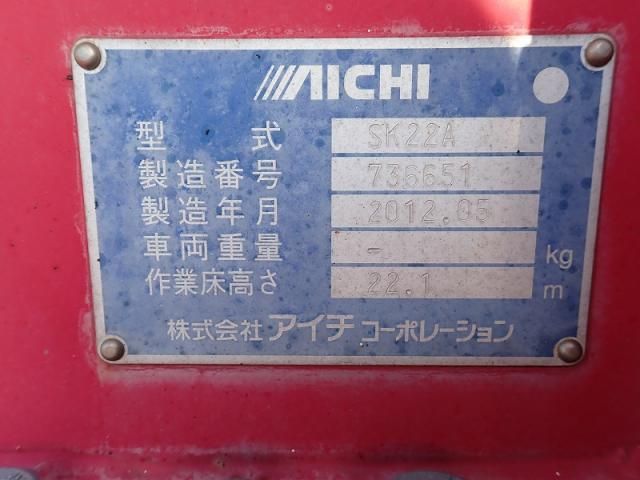 AICHI
型式 SK22A
製造番号 736651
製造年月 2012.05
車両重量 - kg
作業床高さ 22.1 m
株式会社アイチコーポレーション